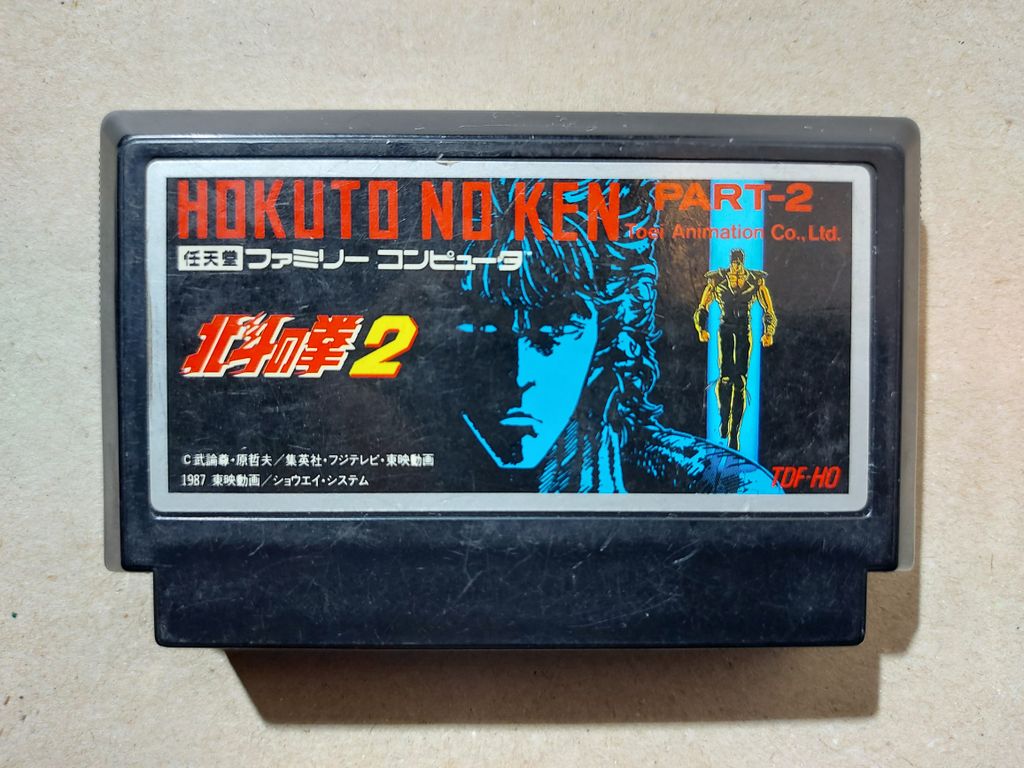 HOKUTO NO KEN PART-2
Toei Animation Co.,Ltd.
任天堂 ファミリー コンピュータ™
北斗の拳2
C武論尊・原哲夫／集英社・フジテレビ・東映動画
1987 東映動画／ショウエイ・システム
TDF-HO